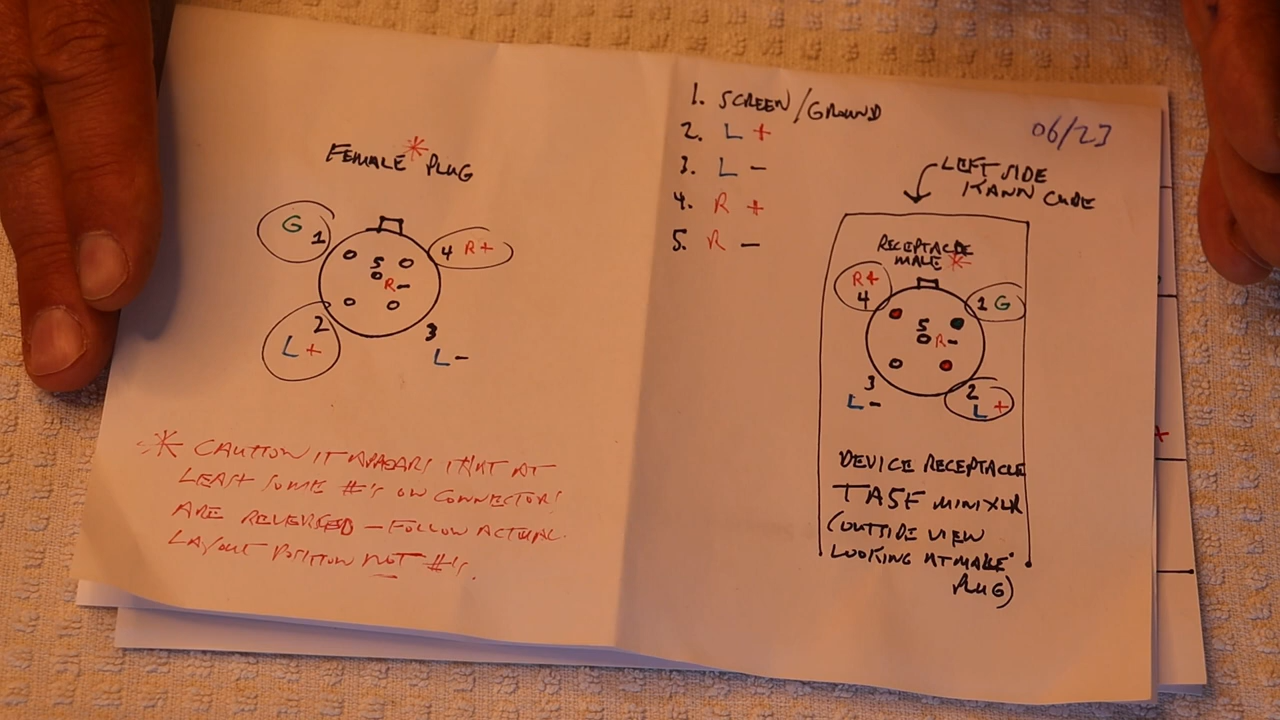 FEMALE * PLUG
G 1
4 R+
5
R-
2
L +
3
L -
* CAUTION IT APPEARS THAT AT
LEAST SOME #'S ON CONNECTORS
ARE REVERSED - FOLLOW ACTUAL
LAYOUT POSITION NOT #'S.
1. SCREEN/GROUND
2. L +
3. L -
4. R +
5. R -
06/23
LEFT SIDE
KANN CUBE
RECEPTACLE
MALE *
R+
4
1 G
5
R-
3
L -
2
L +
DEVICE RECEPTACLE
TA5F MINIXLR
(OUTSIDE VIEW
LOOKING AT MALE
PLUG)
+